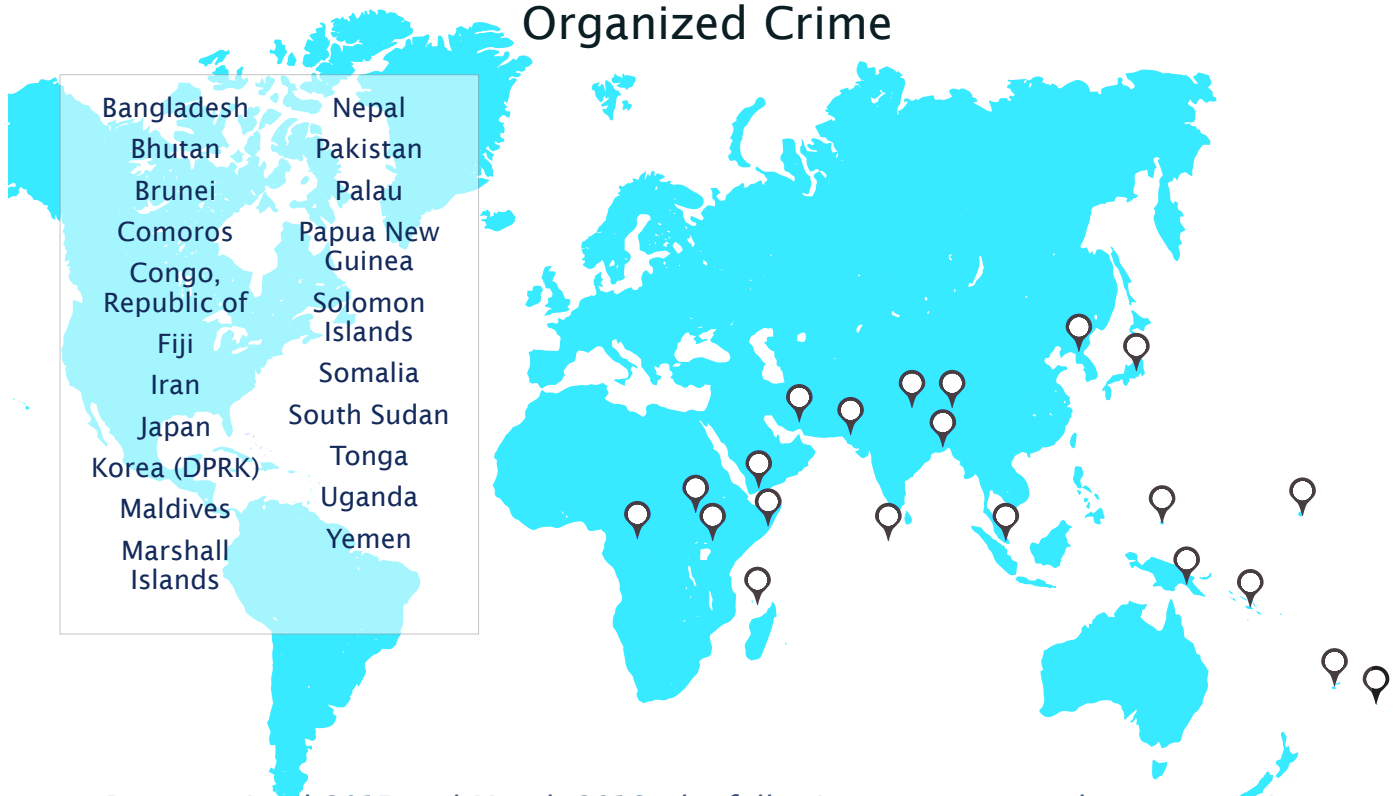 Organized Crime
Bangladesh
Bhutan
Brunei
Comoros
Congo,
Republic of
Fiji
Iran
Japan
Korea (DPRK)
Maldives
Marshall
Islands
Nepal
Pakistan
Palau
Papua New
Guinea
Solomon
Islands
Somalia
South Sudan
Tonga
Uganda
Yemen